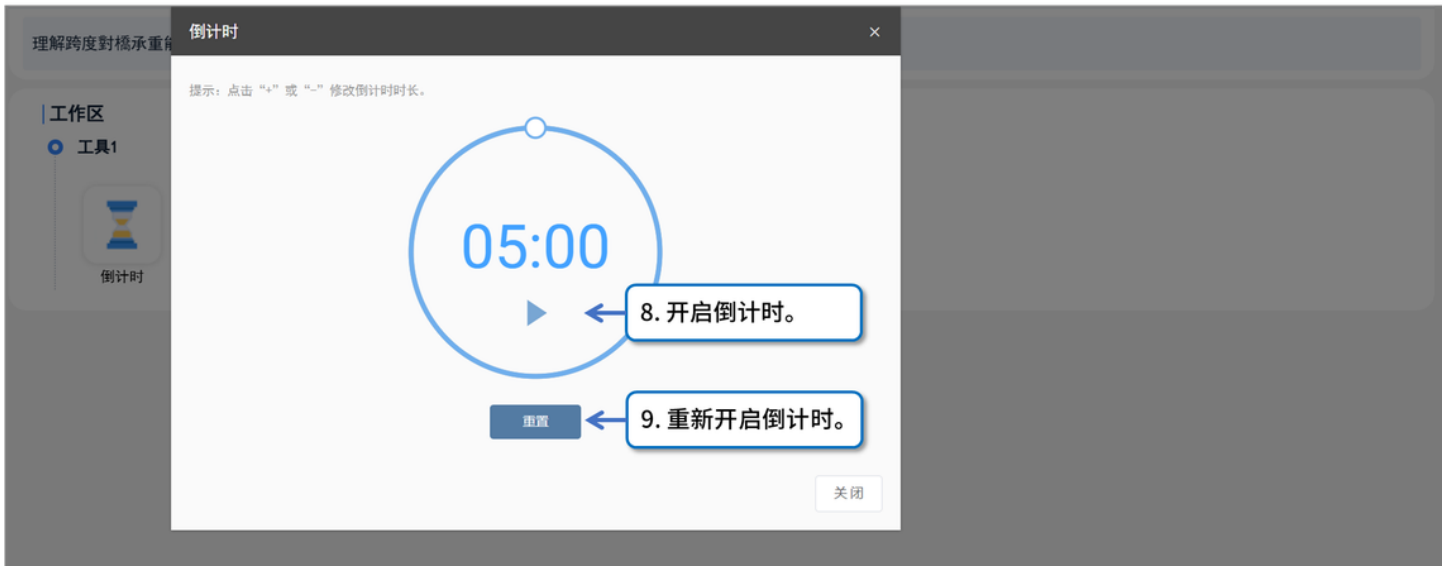 理解跨度對橋承重
倒计时
×
提示：点击“+”或“-”修改倒计时时长。
工作区
工具1
倒计时
05:00
8. 开启倒计时。
重置
9. 重新开启倒计时。
关闭